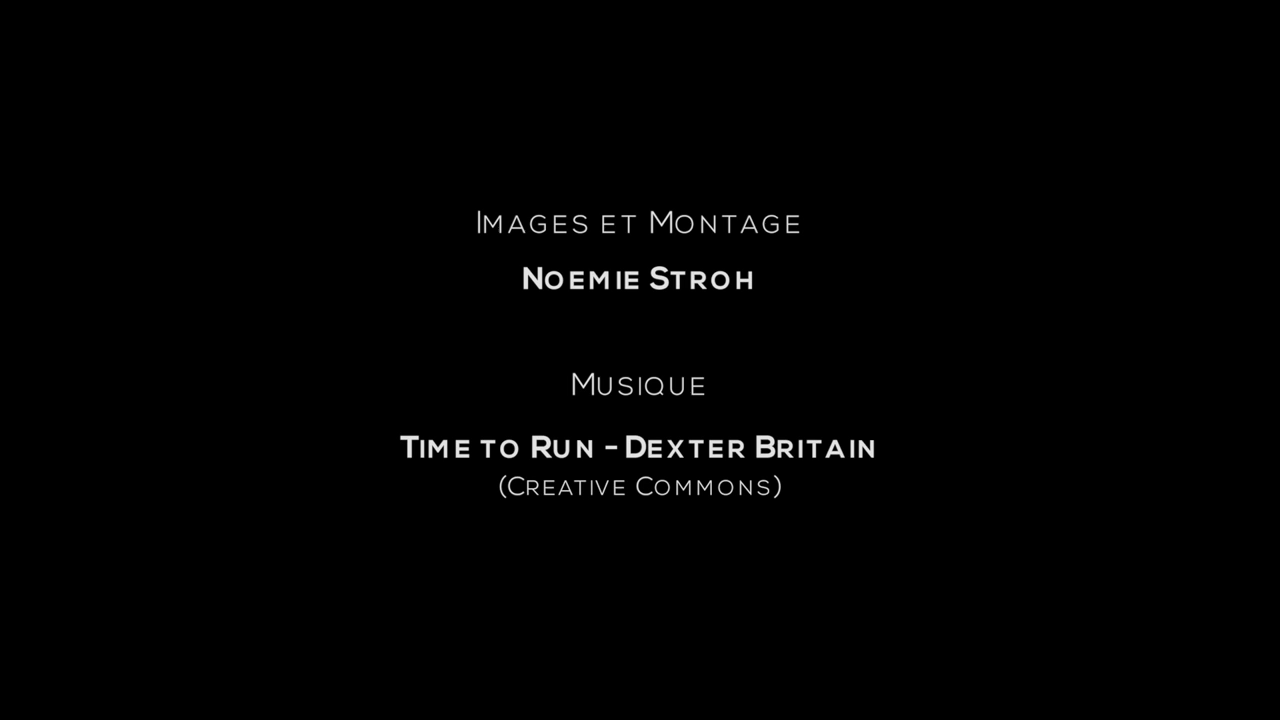 Images et Montage
Noemie Stroh
Musique
Time to Run - Dexter Britain
(Creative Commons)